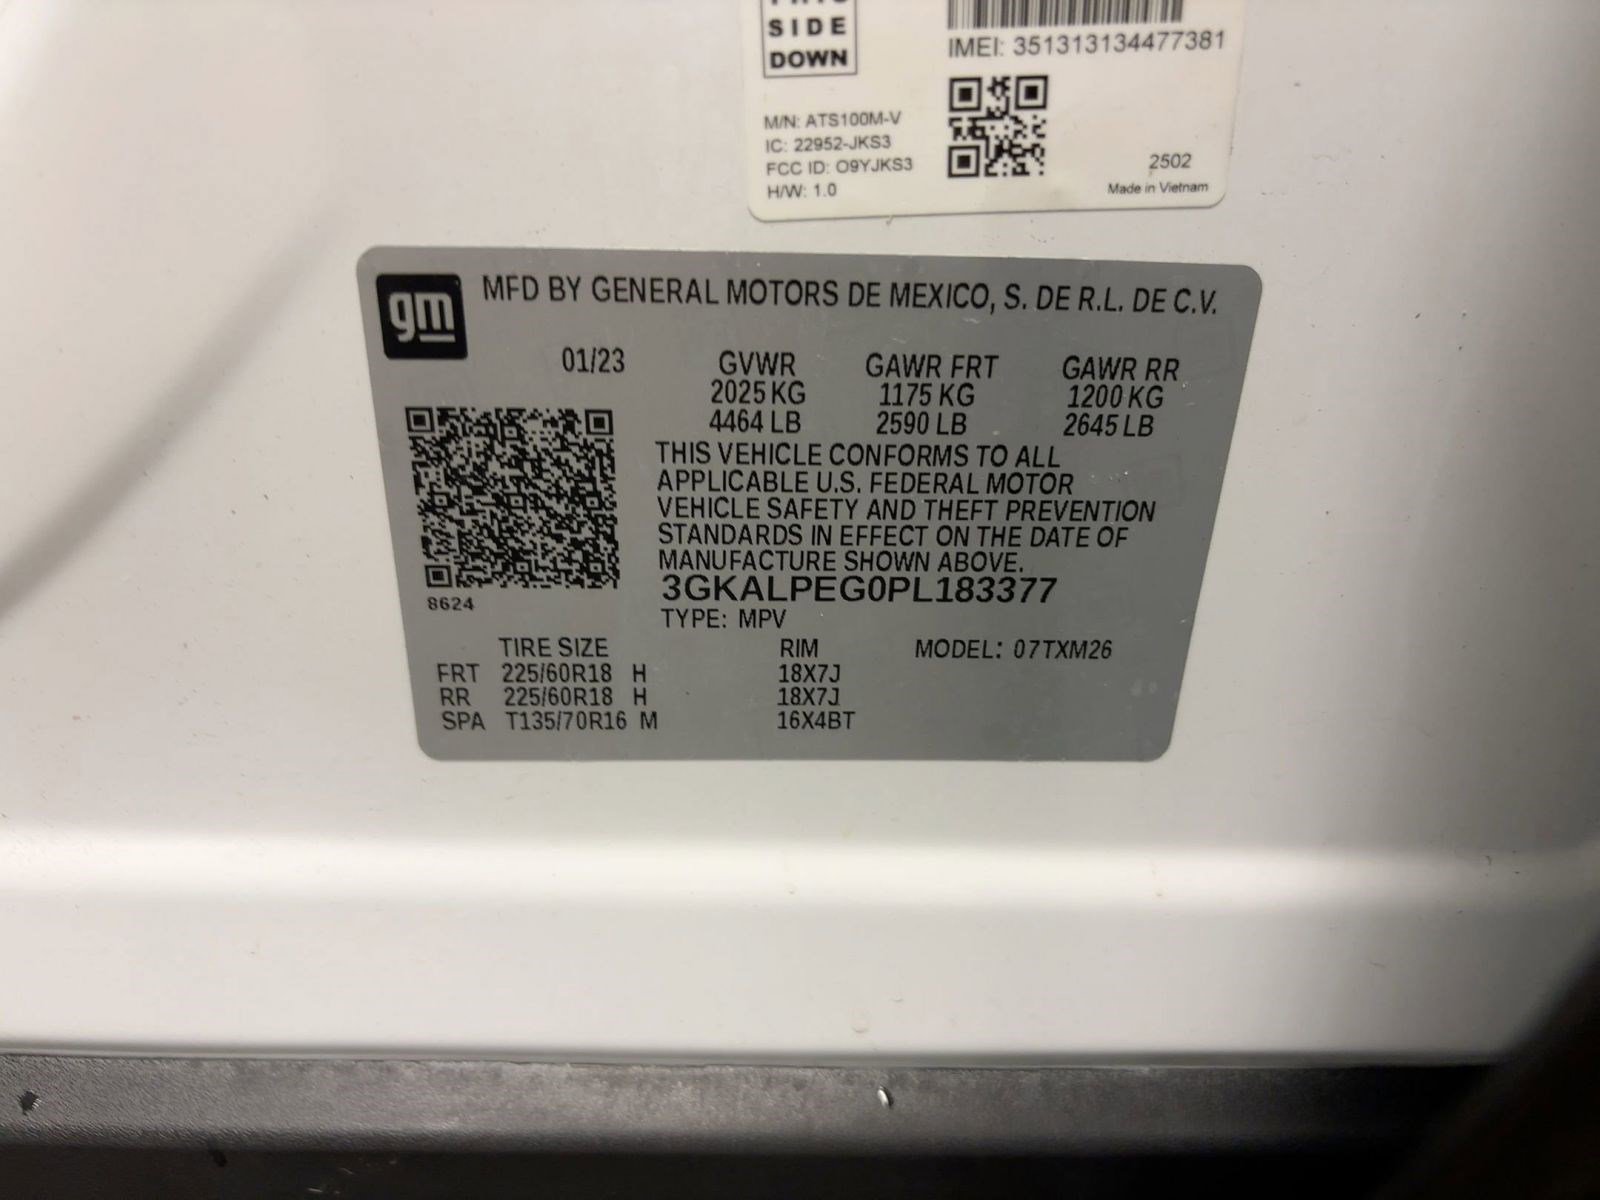 SIDE
DOWN
IMEI: 351313134477381
M/N: ATS100M-V
IC: 22952-JKS3
FCC ID: O9YJKS3
H/W: 1.0
2502
Made in Vietnam
gm
MFD BY GENERAL MOTORS DE MEXICO, S. DE R.L. DE C.V.
01/23 GVWR GAWR FRT GAWR RR
2025 KG 1175 KG 1200 KG
4464 LB 2590 LB 2645 LB
THIS VEHICLE CONFORMS TO ALL
APPLICABLE U.S. FEDERAL MOTOR
VEHICLE SAFETY AND THEFT PREVENTION
STANDARDS IN EFFECT ON THE DATE OF
MANUFACTURE SHOWN ABOVE.
3GKALPEG0PL183377
8624
TYPE: MPV
TIRE SIZE RIM MODEL: 07TXM26
FRT 225/60R18 H 18X7J
RR 225/60R18 H 18X7J
SPA T135/70R16 M 16X4BT